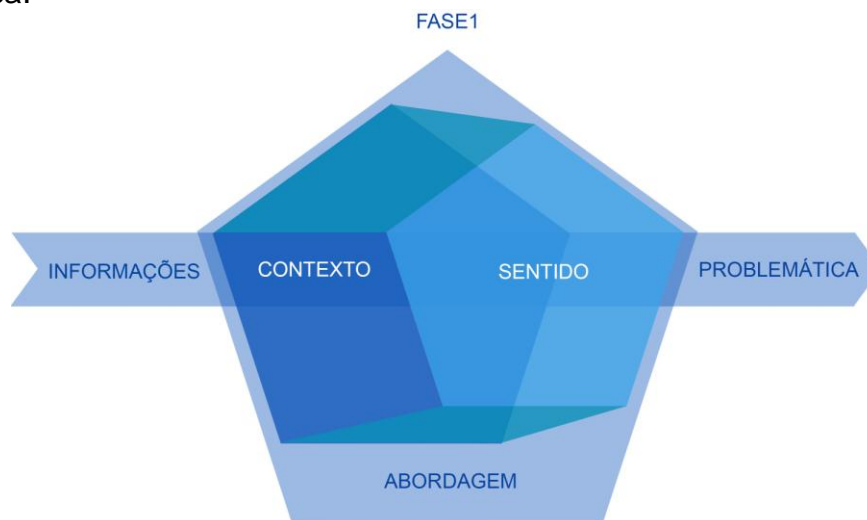 FASE1
INFORMAÇÕES
CONTEXTO
SENTIDO
PROBLEMÁTICA
ABORDAGEM